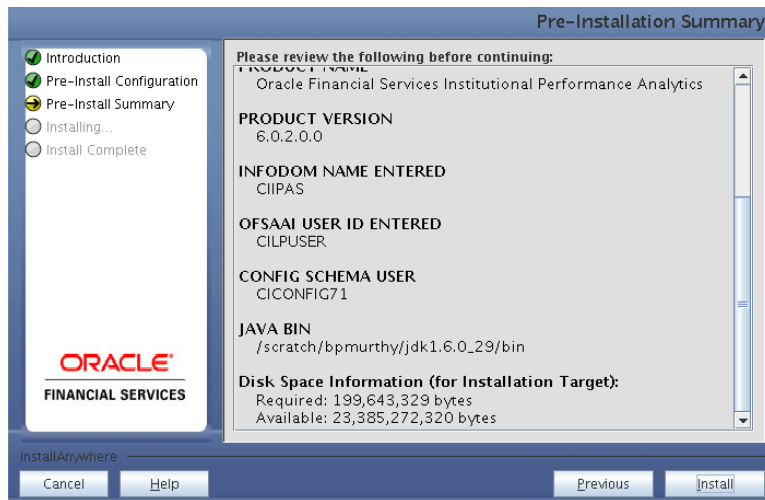 Pre-Installation Summary
Introduction
Pre-Install Configuration
Pre-Install Summary
Installing...
Install Complete
ORACLE'
FINANCIAL SERVICES
Please review the following before continuing:
PRODUCT NAME
Oracle Financial Services Institutional Performance Analytics
PRODUCT VERSION
6.0.2.0.0
INFODOM NAME ENTERED
CIIPAS
OFSAAI USER ID ENTERED
CILPUSER
CONFIG SCHEMA USER
CICONFIG71
JAVA BIN
/scratch/bpmurthy/jdk1.6.0_29/bin
Disk Space Information (for Installation Target):
Required: 199,643,329 bytes
Available: 23,385,272,320 bytes
InstallAnywhere
Cancel
Help
Previous
Install